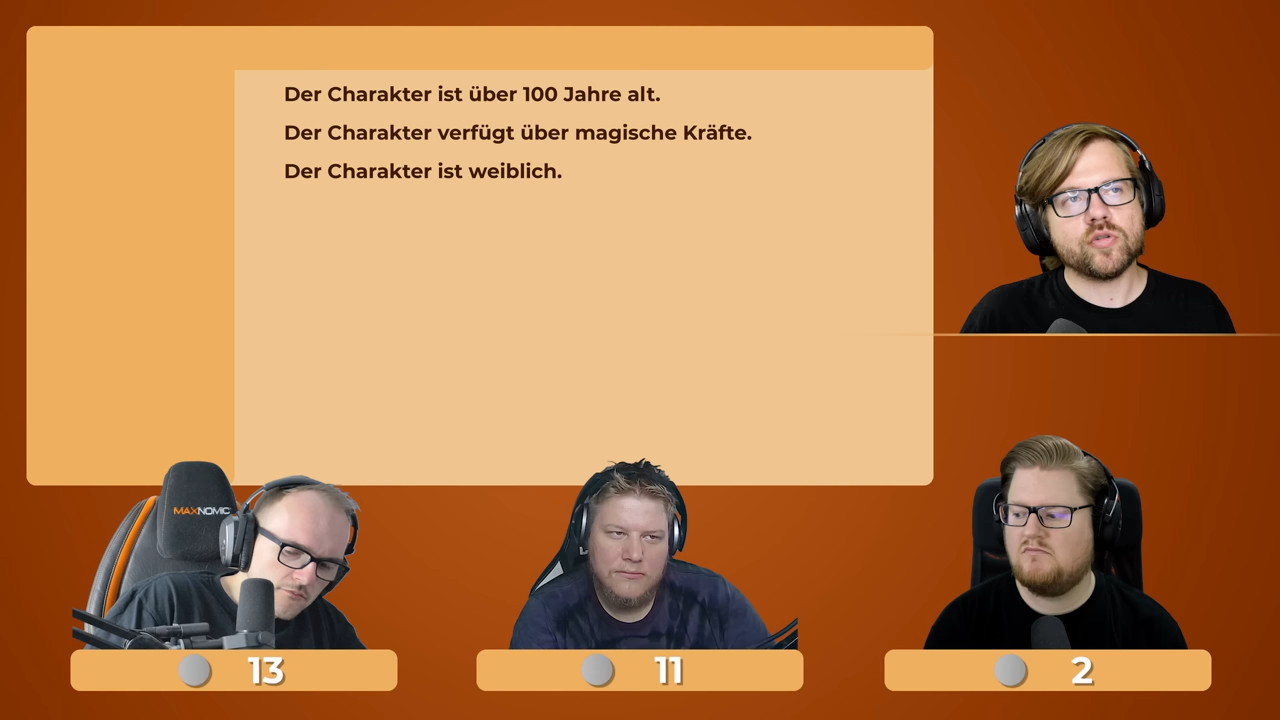 Der Charakter ist über 100 Jahre alt.
Der Charakter verfügt über magische Kräfte.
Der Charakter ist weiblich.
MAXNOMIC
13
11
2